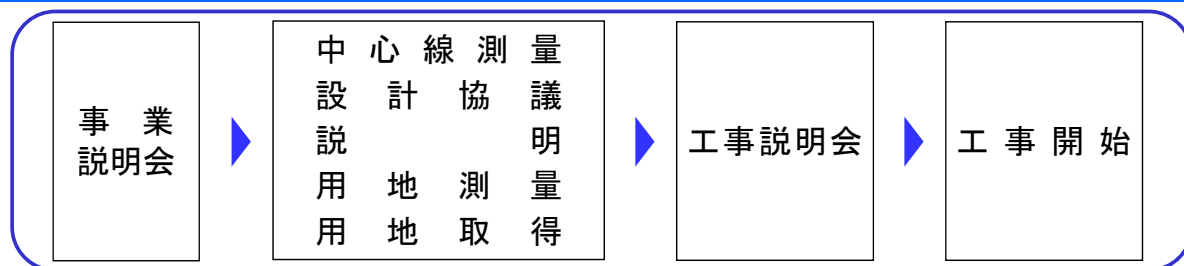 事業
説明会
中心線測量
設計協議
説明
用地測量
用地取得
工事説明会
工事開始